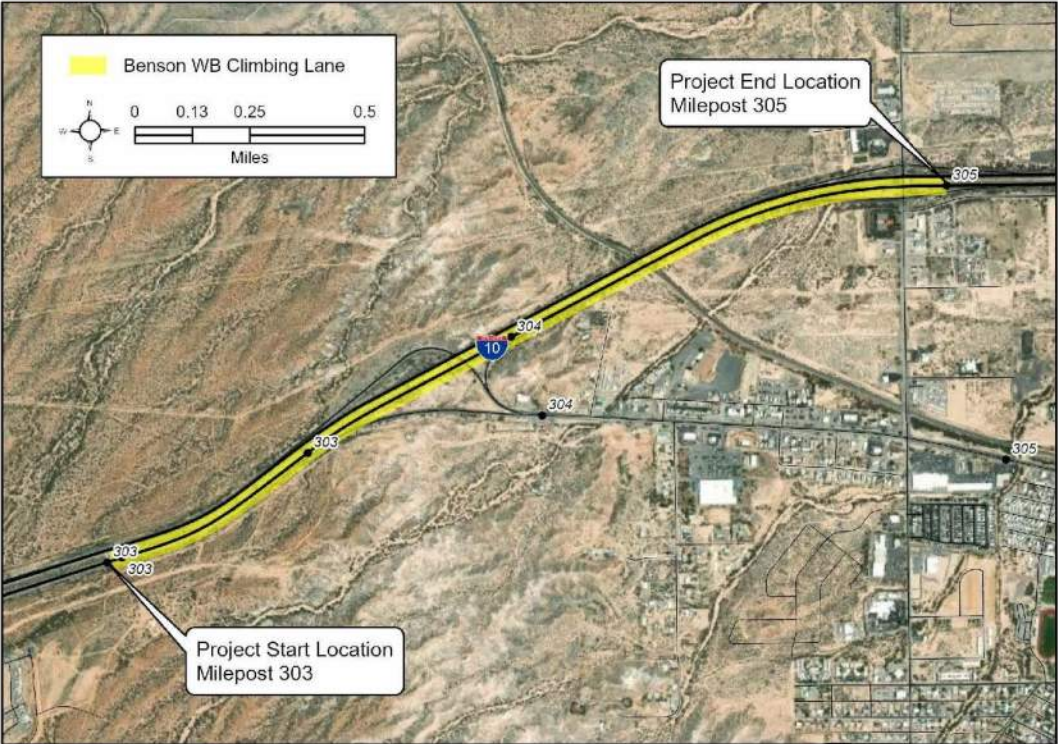 Benson WB Climbing Lane
N
W E
S
0 0.13 0.25 0.5
Miles
Project End Location
Milepost 305
305
304
10
304
303
305
303
303
Project Start Location
Milepost 303